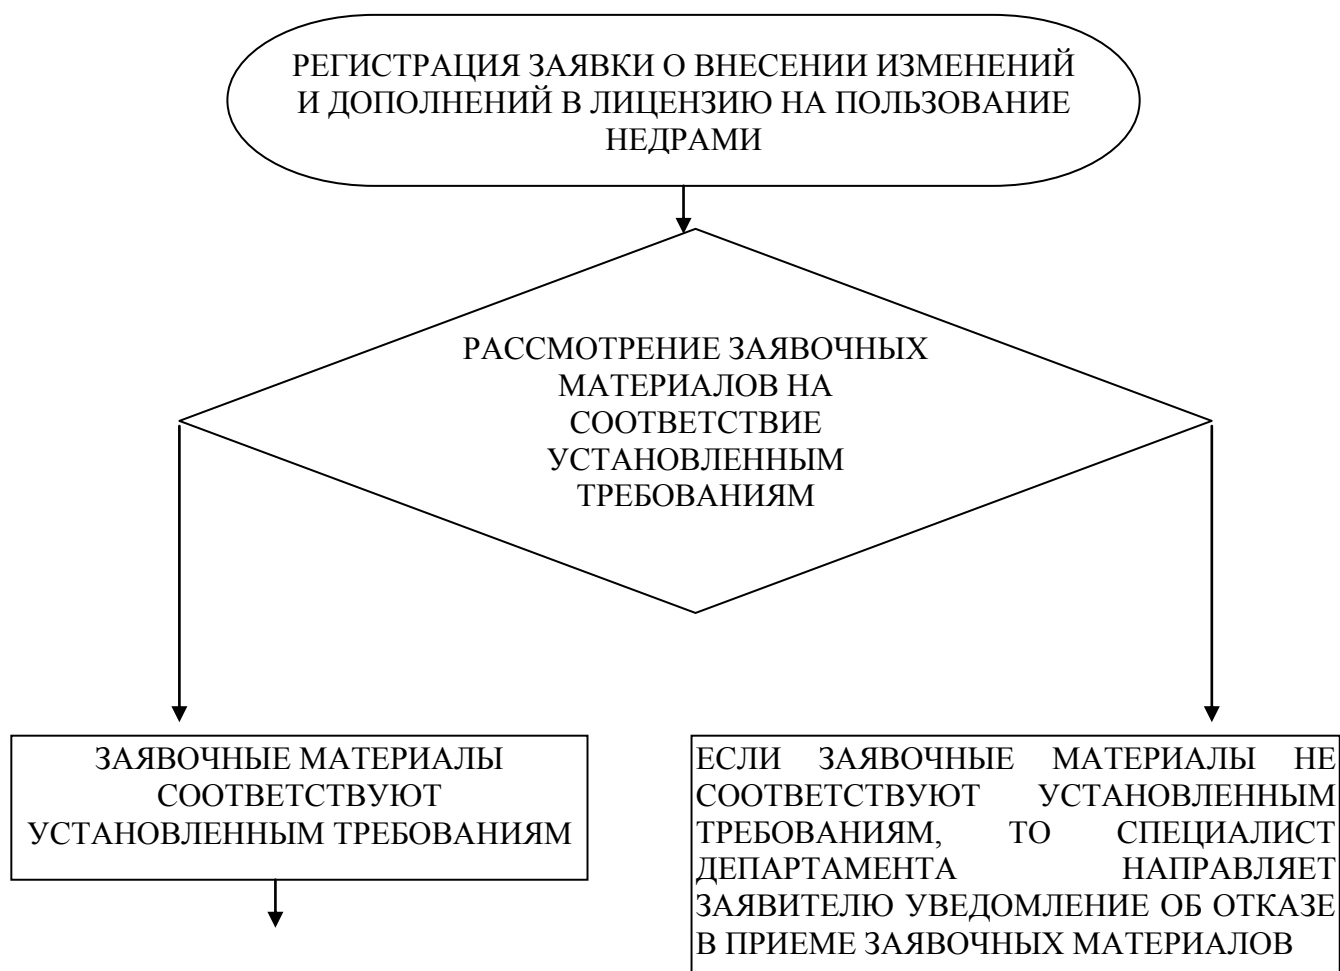 РЕГИСТРАЦИЯ ЗАЯВКИ О ВНЕСЕНИИ ИЗМЕНЕНИЙ
И ДОПОЛНЕНИЙ В ЛИЦЕНЗИЮ НА ПОЛЬЗОВАНИЕ
НЕДРАМИ
РАССМОТРЕНИЕ ЗАЯВОЧНЫХ
МАТЕРИАЛОВ НА
СООТВЕТСТВИЕ
УСТАНОВЛЕННЫМ
ТРЕБОВАНИЯМ
ЗАЯВОЧНЫЕ МАТЕРИАЛЫ
СООТВЕТСТВУЮТ
УСТАНОВЛЕННЫМ ТРЕБОВАНИЯМ
ЕСЛИ ЗАЯВОЧНЫЕ МАТЕРИАЛЫ НЕ
СООТВЕТСТВУЮТ УСТАНОВЛЕННЫМ
ТРЕБОВАНИЯМ, ТО СПЕЦИАЛИСТ
ДЕПАРТАМЕНТА НАПРАВЛЯЕТ
ЗАЯВИТЕЛЮ УВЕДОМЛЕНИЕ ОБ ОТКАЗЕ
В ПРИЕМЕ ЗАЯВОЧНЫХ МАТЕРИАЛОВ